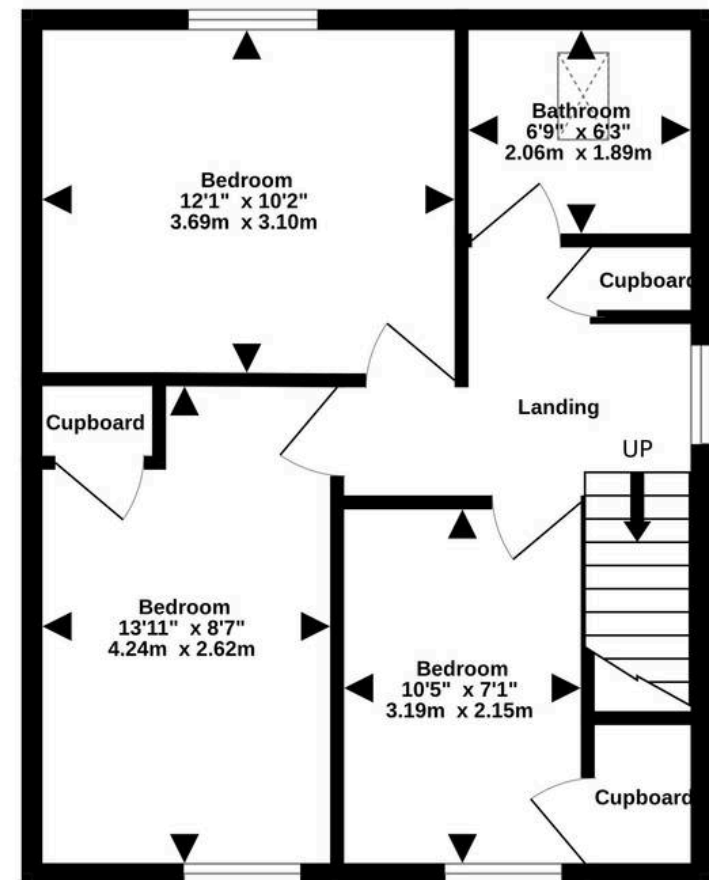 Bathroom
6'9" x 6'3"
2.06m x 1.89m
Bedroom
12'1" x 10'2"
3.69m x 3.10m
Cupboard
Landing
Cupboard
UP
Bedroom
13'11" x 8'7"
4.24m x 2.62m
Bedroom
10'5" x 7'1"
3.19m x 2.15m
Cupboard